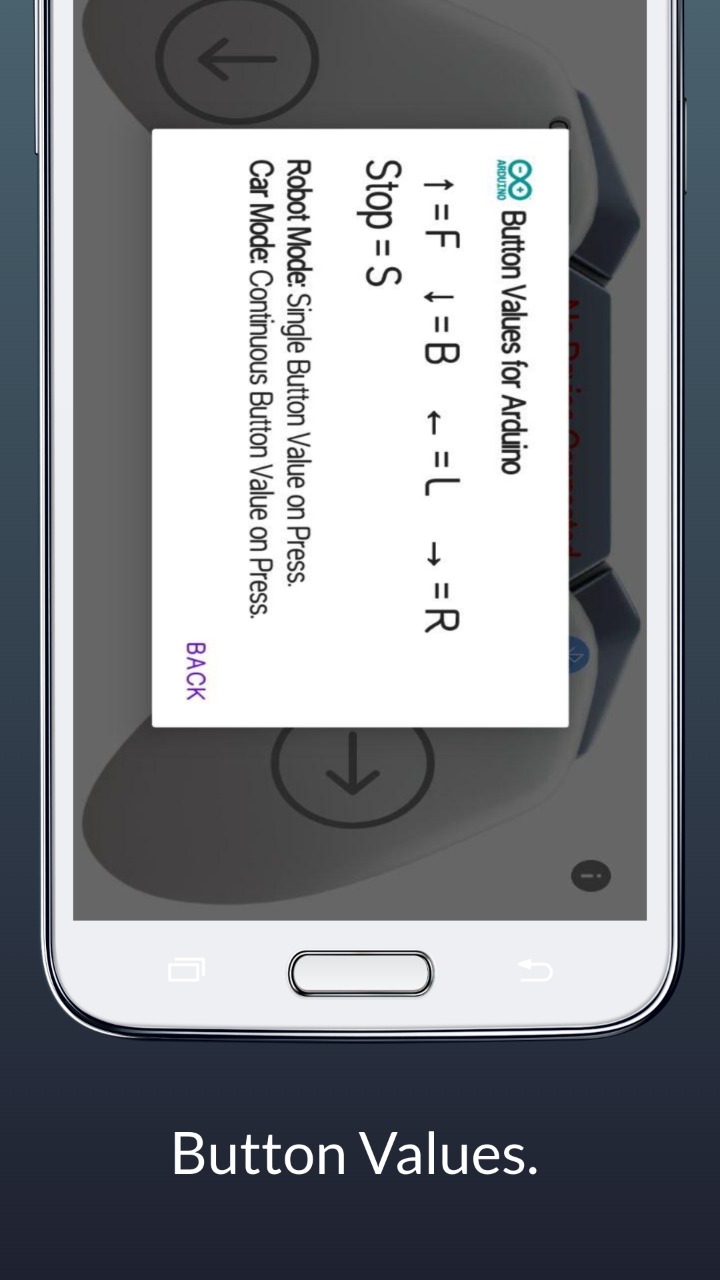 ARDUINO
Button Values for Arduino
↑ = F ↓ = B ← = L → = R
Stop = S
Robot Mode: Single Button Value on Press.
Car Mode: Continuous Button Value on Press.
BACK
Button Values.